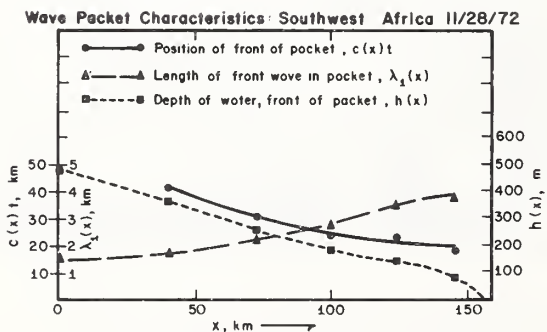 Wave Packet Characteristics: Southwest Africa 11/28/72
Position of front of pocket, c(x)t
Length of front wave in pocket, λ₁(x)
Depth of woter, front of packet, h(x)
50 5
40 4
30 3
20 2
10 1
c(x)t, km
λ₁(x), km
600
500
400
300
200
100
h(x), m
0 50 100 150
x, km